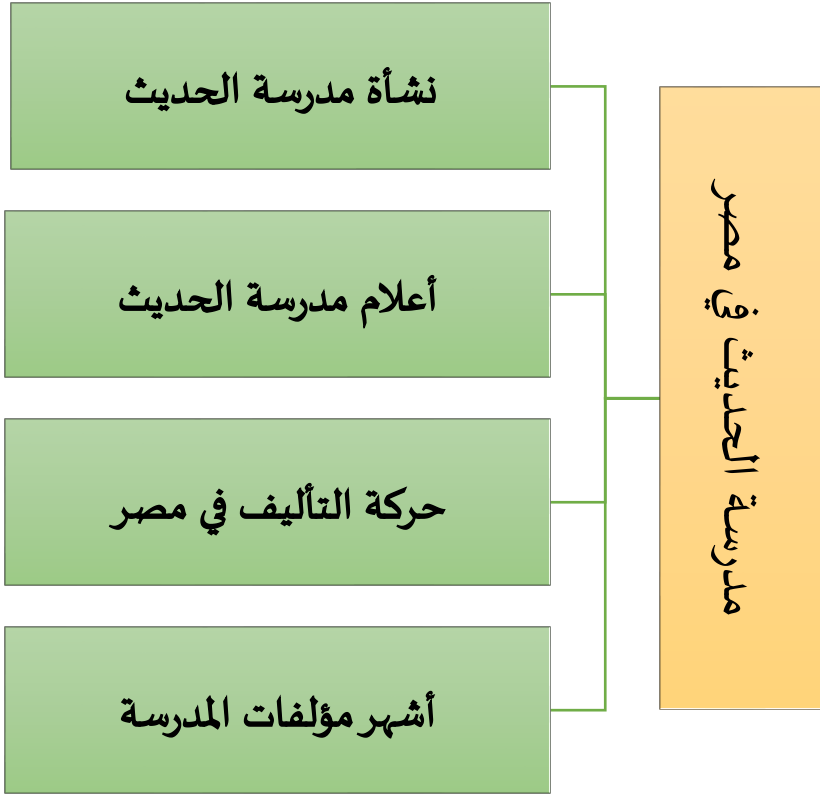 مدرسة الحديث في مصر
نشأة مدرسة الحديث
أعلام مدرسة الحديث
حركة التأليف في مصر
أشهر مؤلفات المدرسة